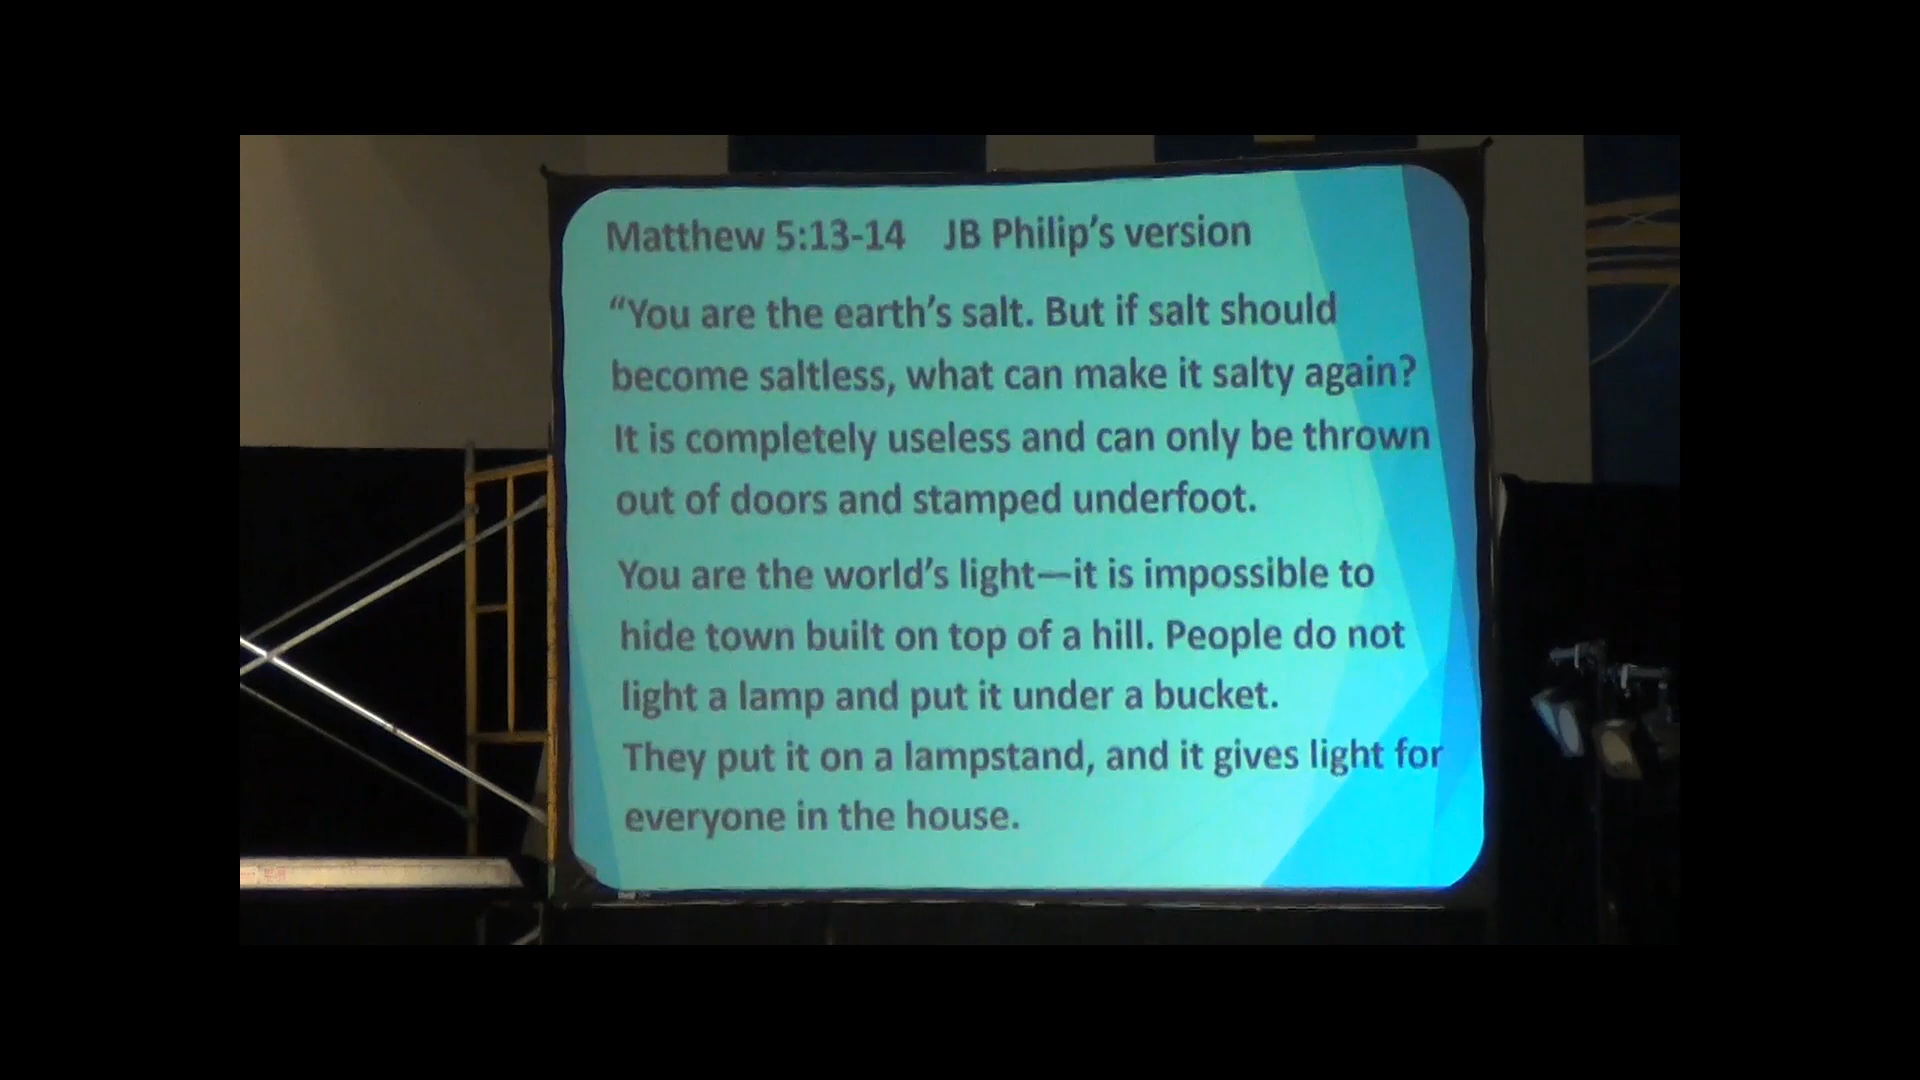 Matthew 5:13-14 JB Philip’s version
“You are the earth’s salt. But if salt should
become saltless, what can make it salty again?
It is completely useless and can only be thrown
out of doors and stamped underfoot.
You are the world’s light—it is impossible to
hide town built on top of a hill. People do not
light a lamp and put it under a bucket.
They put it on a lampstand, and it gives light for
everyone in the house.